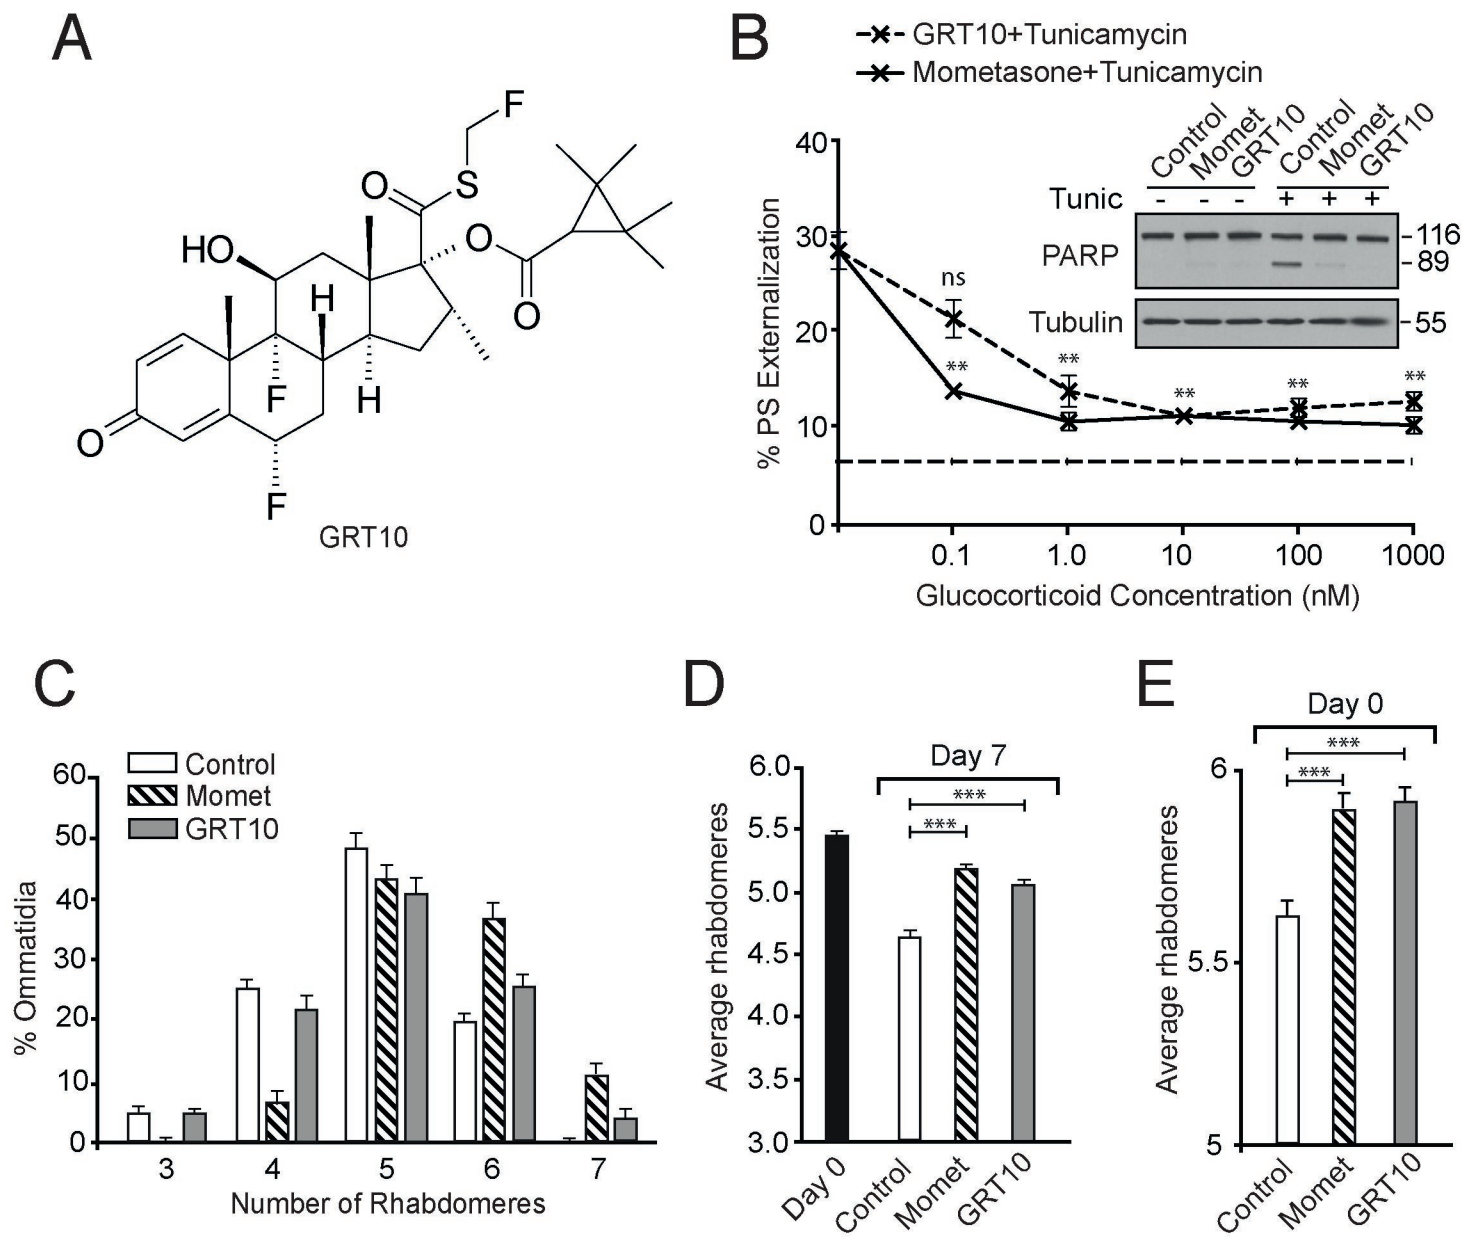 A
F
S
O
O
O
HO
H
F
H
O
F
GRT10
B
GRT10+Tunicamycin
Mometasone+Tunicamycin
Control Momet GRT10 Control Momet GRT10
Tunic - - - + + +
PARP
-116
-89
Tubulin
-55
% PS Externalization
40
30
20
10
0
ns
**
**
**
**
**
0.1 1.0 10 100 1000
Glucocorticoid Concentration (nM)
C
Control
Momet
GRT10
% Ommatidia
60
50
40
30
20
10
0
3 4 5 6 7
Number of Rhabdomeres
D
Day 7
***
***
Average rhabdomeres
6.0
5.5
5.0
4.5
4.0
3.5
3.0
Day 0 Control Momet GRT10
E
Day 0
***
***
Average rhabdomeres
6
5.5
5
Control Momet GRT10